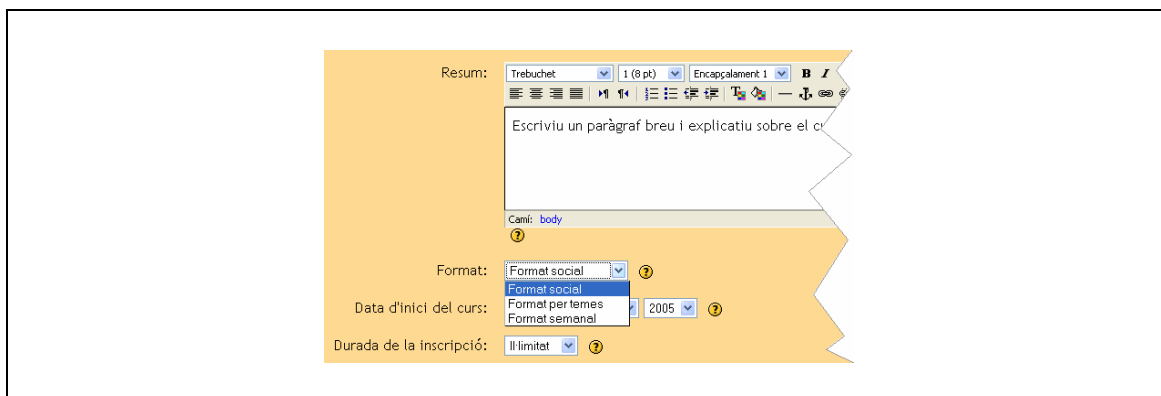 Resum: Trebuchet 1 (8 pt) Encapçalament 1 B I
Escriviu un paràgraf breu i explicatiu sobre el
Camí: body
Format: Format social
Format social
Format per temes
Data d'inici del curs: 2005
Format semanal
Durada de la inscripció: Il·limitat